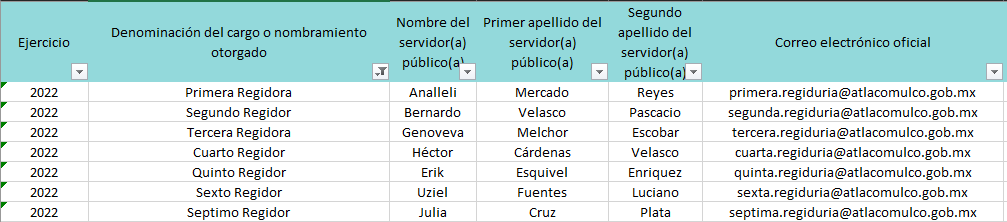 Ejercicio Denominación del cargo o nombramiento otorgado Nombre del servidor(a) público(a) Primer apellido del servidor(a) público(a) Segundo apellido del servidor(a) público(a) Correo electrónico oficial
2022 Primera Regidora Analleli Mercado Reyes primera.regiduria@atlacomulco.gob.mx
2022 Segundo Regidor Bernardo Velasco Pascacio segunda.regiduria@atlacomulco.gob.mx
2022 Tercera Regidora Genoveva Melchor Escobar tercera.regiduria@atlacomulco.gob.mx
2022 Cuarto Regidor Héctor Cárdenas Velasco cuarta.regiduria@atlacomulco.gob.mx
2022 Quinto Regidor Erik Esquivel Enriquez quinta.regiduria@atlacomulco.gob.mx
2022 Sexto Regidor Uziel Fuentes Luciano sexta.regiduria@atlacomulco.gob.mx
2022 Septimo Regidor Julia Cruz Plata septima.regiduria@atlacomulco.gob.mx